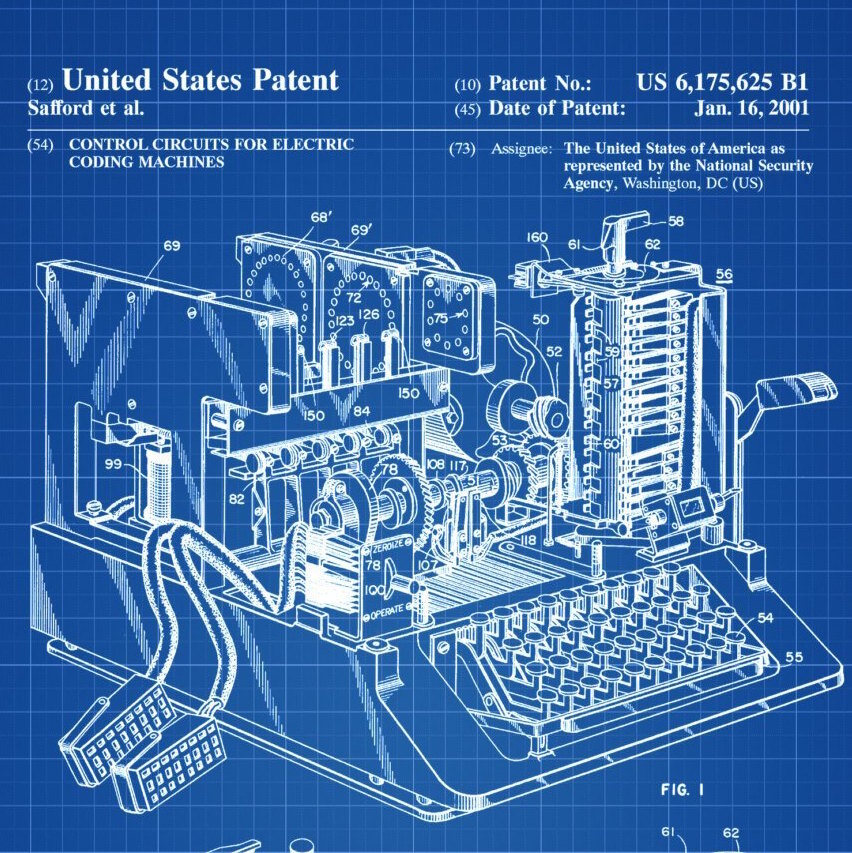 (12) United States Patent
Safford et al.
(10) Patent No.: US 6,175,625 B1
(45) Date of Patent: Jan. 16, 2001
(54) CONTROL CIRCUITS FOR ELECTRIC
CODING MACHINES
(73) Assignee: The United States of America as
represented by the National Security
Agency, Washington, DC (US)
68' 69' 58
69 160 61 62
56
72
123 126 75 50
52
59
57
150 84 150
53 60
99 78 108 117
82
118
ZEROIZE
78 107
100
OPERATE
54
55
FIG. 1
61 62